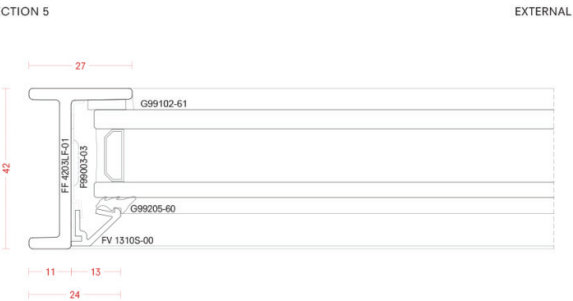 CTION 5
EXTERNAL
27
G99102-61
42
FF 4203LF-01
F99003-03
G99205-60
FV 1310S-00
11
13
24